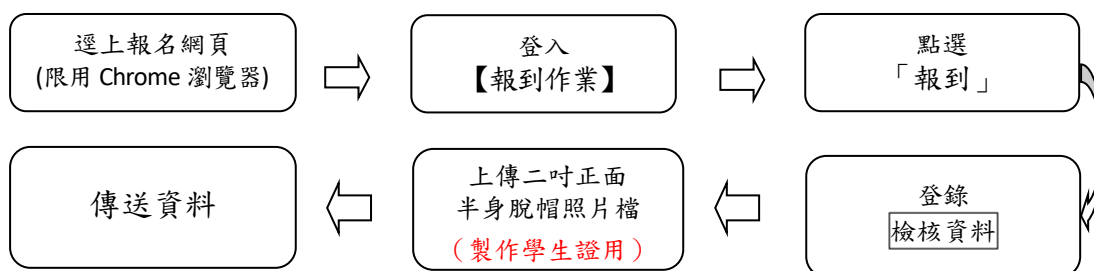 逕上報名網頁
(限用 Chrome 瀏覽器)
登入
【報到作業】
點選
「報到」
登錄
檢核資料
上傳二吋正面
半身脫帽照片檔
（製作學生證用）
傳送資料